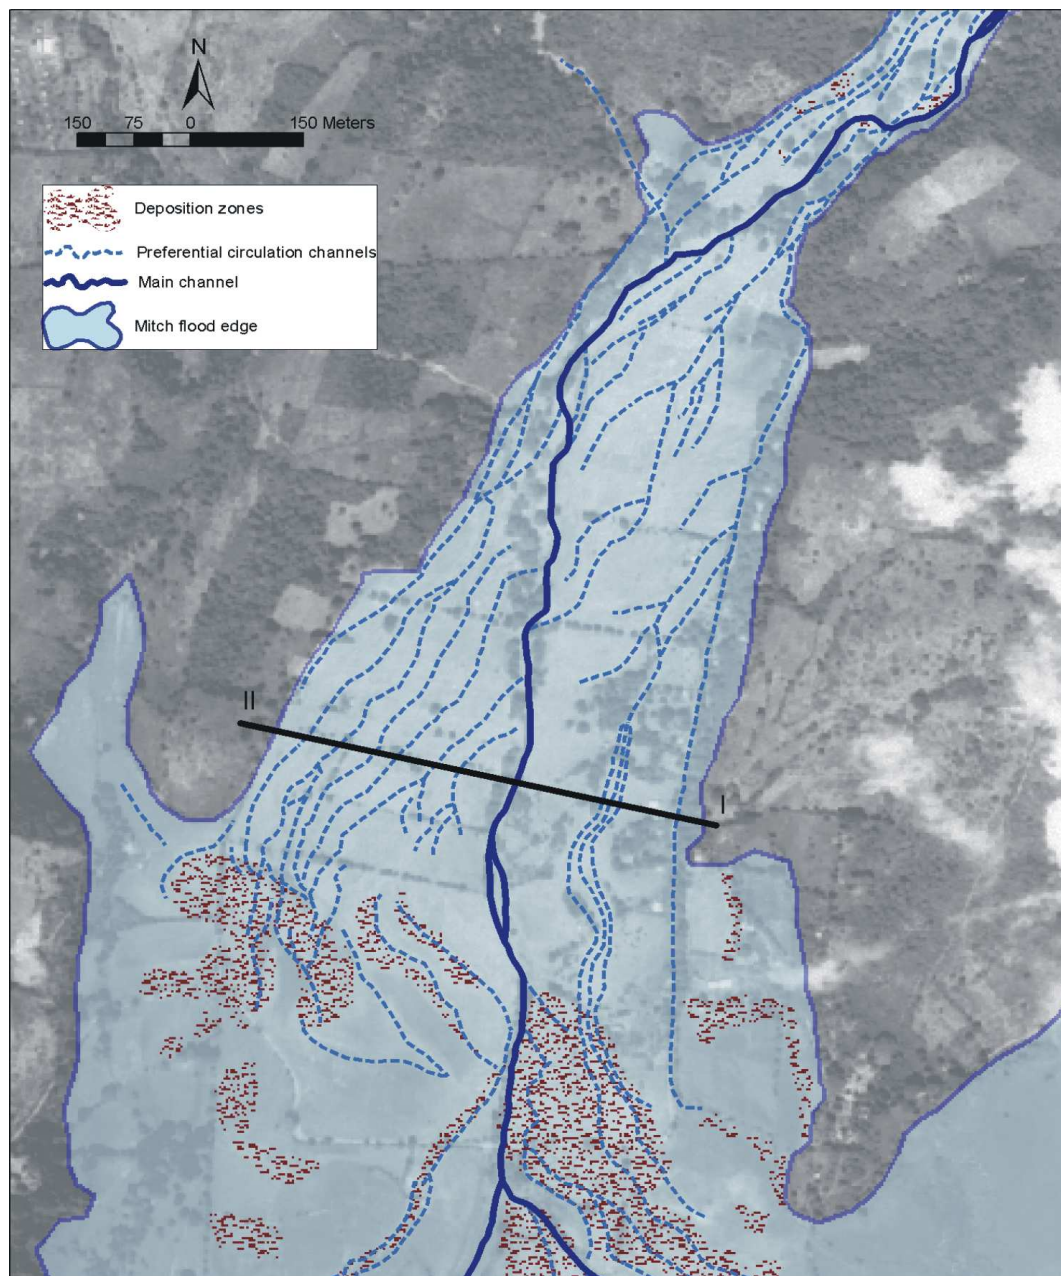 N
150 75 0 150 Meters
Deposition zones
Preferential circulation channels
Main channel
Mitch flood edge
II
I